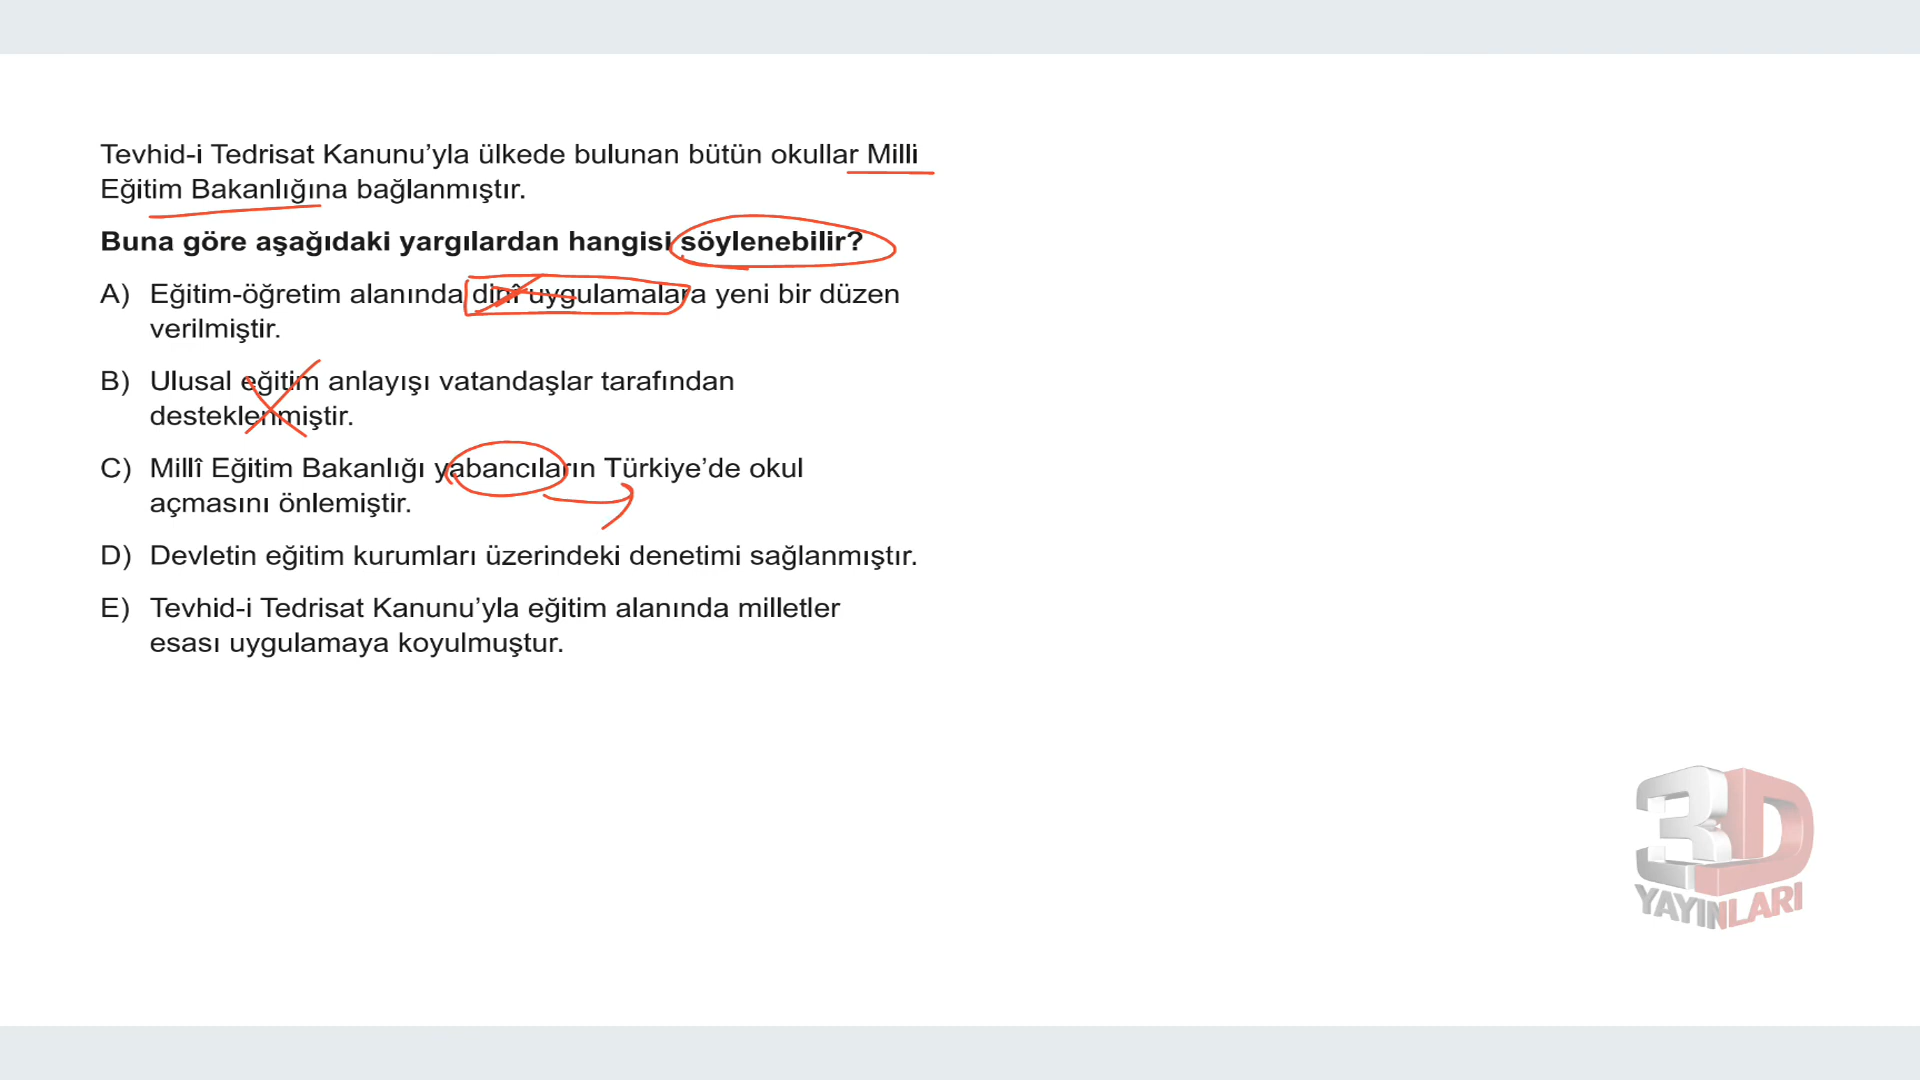 Tevhid-i Tedrisat Kanunu’yla ülkede bulunan bütün okullar Milli
Eğitim Bakanlığına bağlanmıştır.
Buna göre aşağıdaki yargılardan hangisi söylenebilir?
A) Eğitim-öğretim alanında dinî uygulamalara yeni bir düzen
verilmiştir.
B) Ulusal eğitim anlayışı vatandaşlar tarafından
desteklenmiştir.
C) Millî Eğitim Bakanlığı yabancıların Türkiye’de okul
açmasını önlemiştir.
D) Devletin eğitim kurumları üzerindeki denetimi sağlanmıştır.
E) Tevhid-i Tedrisat Kanunu’yla eğitim alanında milletler
esası uygulamaya koyulmuştur.
3D
YAYINLARI